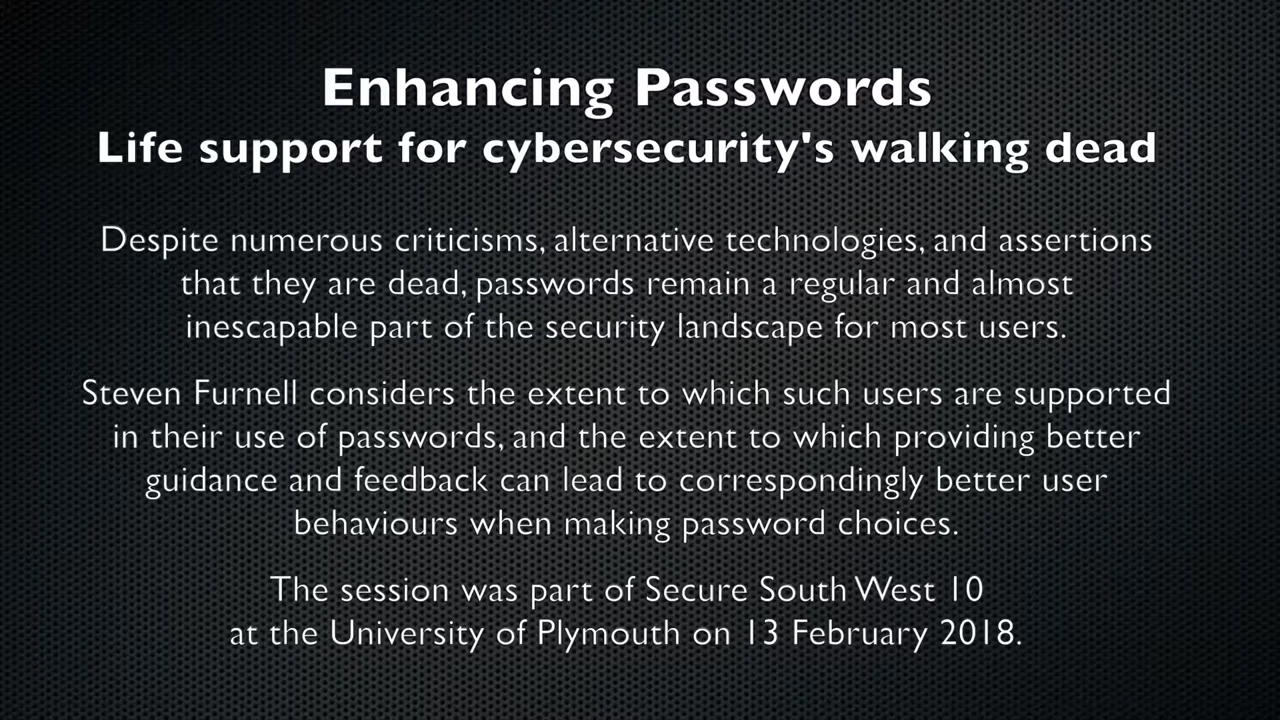 Enhancing Passwords
Life support for cybersecurity's walking dead
Despite numerous criticisms, alternative technologies, and assertions
that they are dead, passwords remain a regular and almost
inescapable part of the security landscape for most users.
Steven Furnell considers the extent to which such users are supported
in their use of passwords, and the extent to which providing better
guidance and feedback can lead to correspondingly better user
behaviours when making password choices.
The session was part of Secure South West 10
at the University of Plymouth on 13 February 2018.